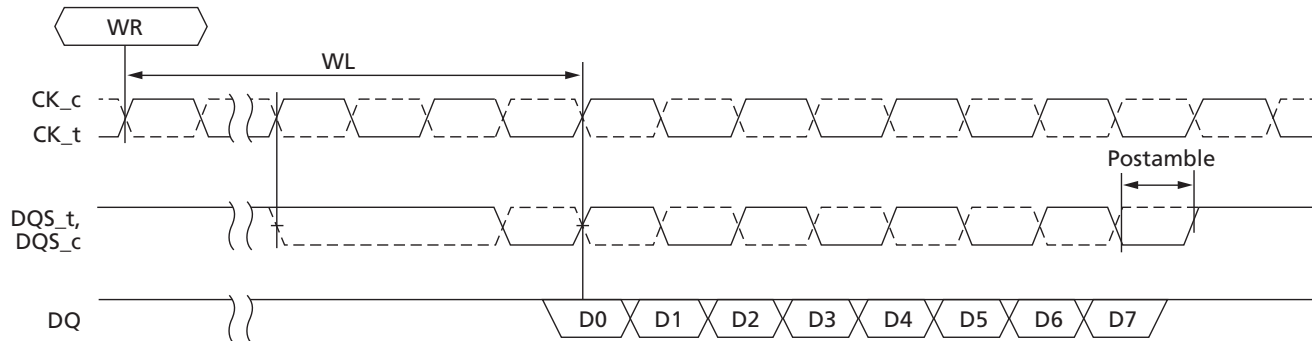 WR
WL
CK_c
CK_t
Postamble
DQS_t,
DQS_c
DQ D0 D1 D2 D3 D4 D5 D6 D7